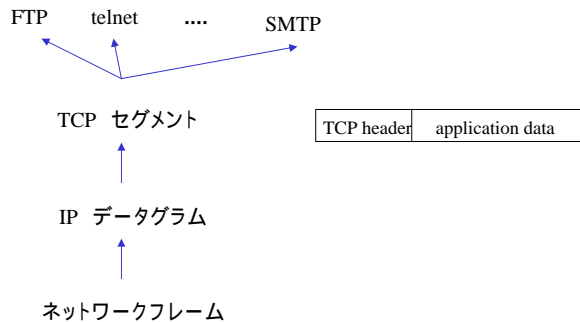 FTP telnet .... SMTP
TCP セグメント
TCP header application data
IP データグラム
ネットワークフレーム